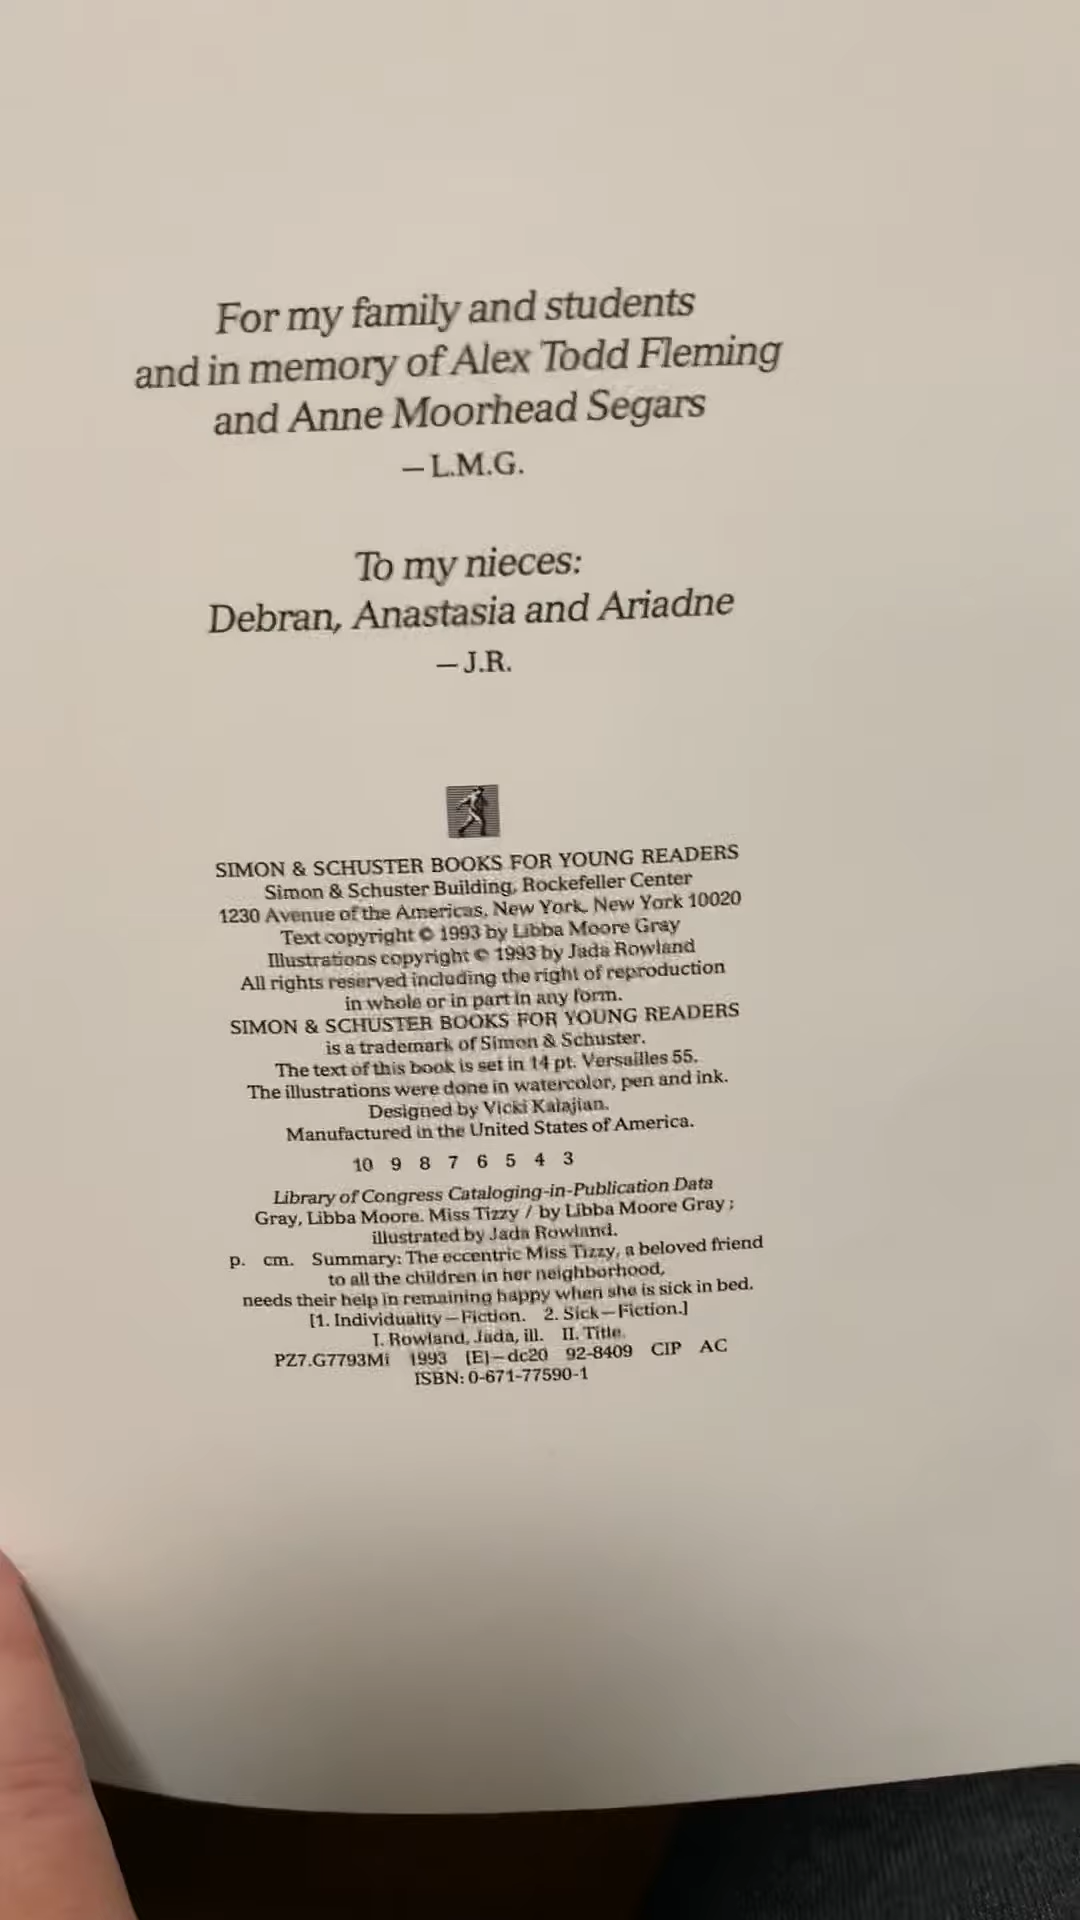 For my family and students
and in memory of Alex Todd Fleming
and Anne Moorhead Segars
— L.M.G.
To my nieces:
Debran, Anastasia and Ariadne
— J.R.
SIMON & SCHUSTER BOOKS FOR YOUNG READERS
Simon & Schuster Building, Rockefeller Center
1230 Avenue of the Americas, New York, New York 10020
Text copyright © 1993 by Libba Moore Gray
Illustrations copyright © 1993 by Jada Rowland
All rights reserved including the right of reproduction
in whole or in part in any form.
SIMON & SCHUSTER BOOKS FOR YOUNG READERS
is a trademark of Simon & Schuster.
The text of this book is set in 14 pt. Versailles 55.
The illustrations were done in watercolor, pen and ink.
Designed by Vicki Kalajian.
Manufactured in the United States of America.
10 9 8 7 6 5 4 3
Library of Congress Cataloging-in-Publication Data
Gray, Libba Moore. Miss Tizzy / by Libba Moore Gray ;
illustrated by Jada Rowland.
p. cm. Summary: The eccentric Miss Tizzy, a beloved friend
to all the children in her neighborhood,
needs their help in remaining happy when she is sick in bed.
[1. Individuality—Fiction. 2. Sick—Fiction.]
I. Rowland, Jada, ill. II. Title.
PZ7.G7793Mi 1993 [E]—dc20 92-8409 CIP AC
ISBN: 0-671-77590-1